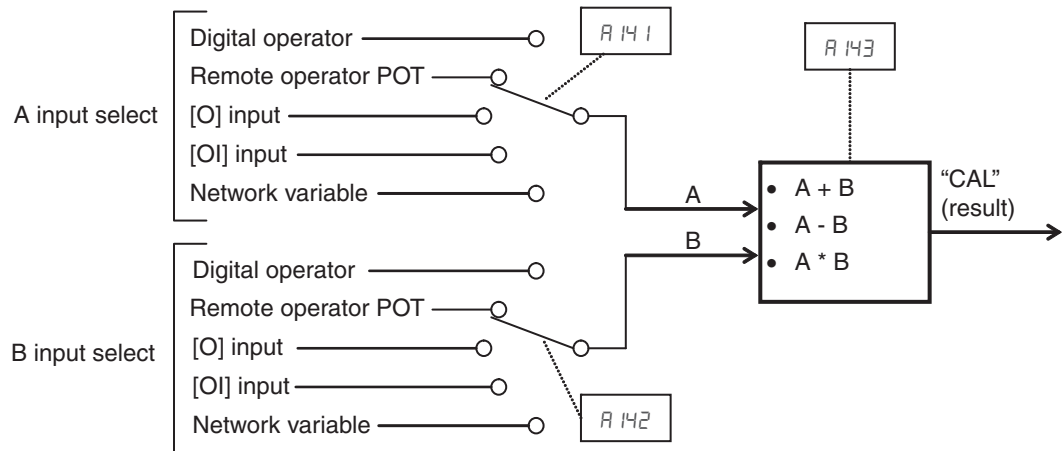 A input select
Digital operator
Remote operator POT
[O] input
[OI] input
Network variable
A141
A143
A
B
• A + B
• A - B
• A * B
“CAL”
(result)
B input select
Digital operator
Remote operator POT
[O] input
[OI] input
Network variable
A142